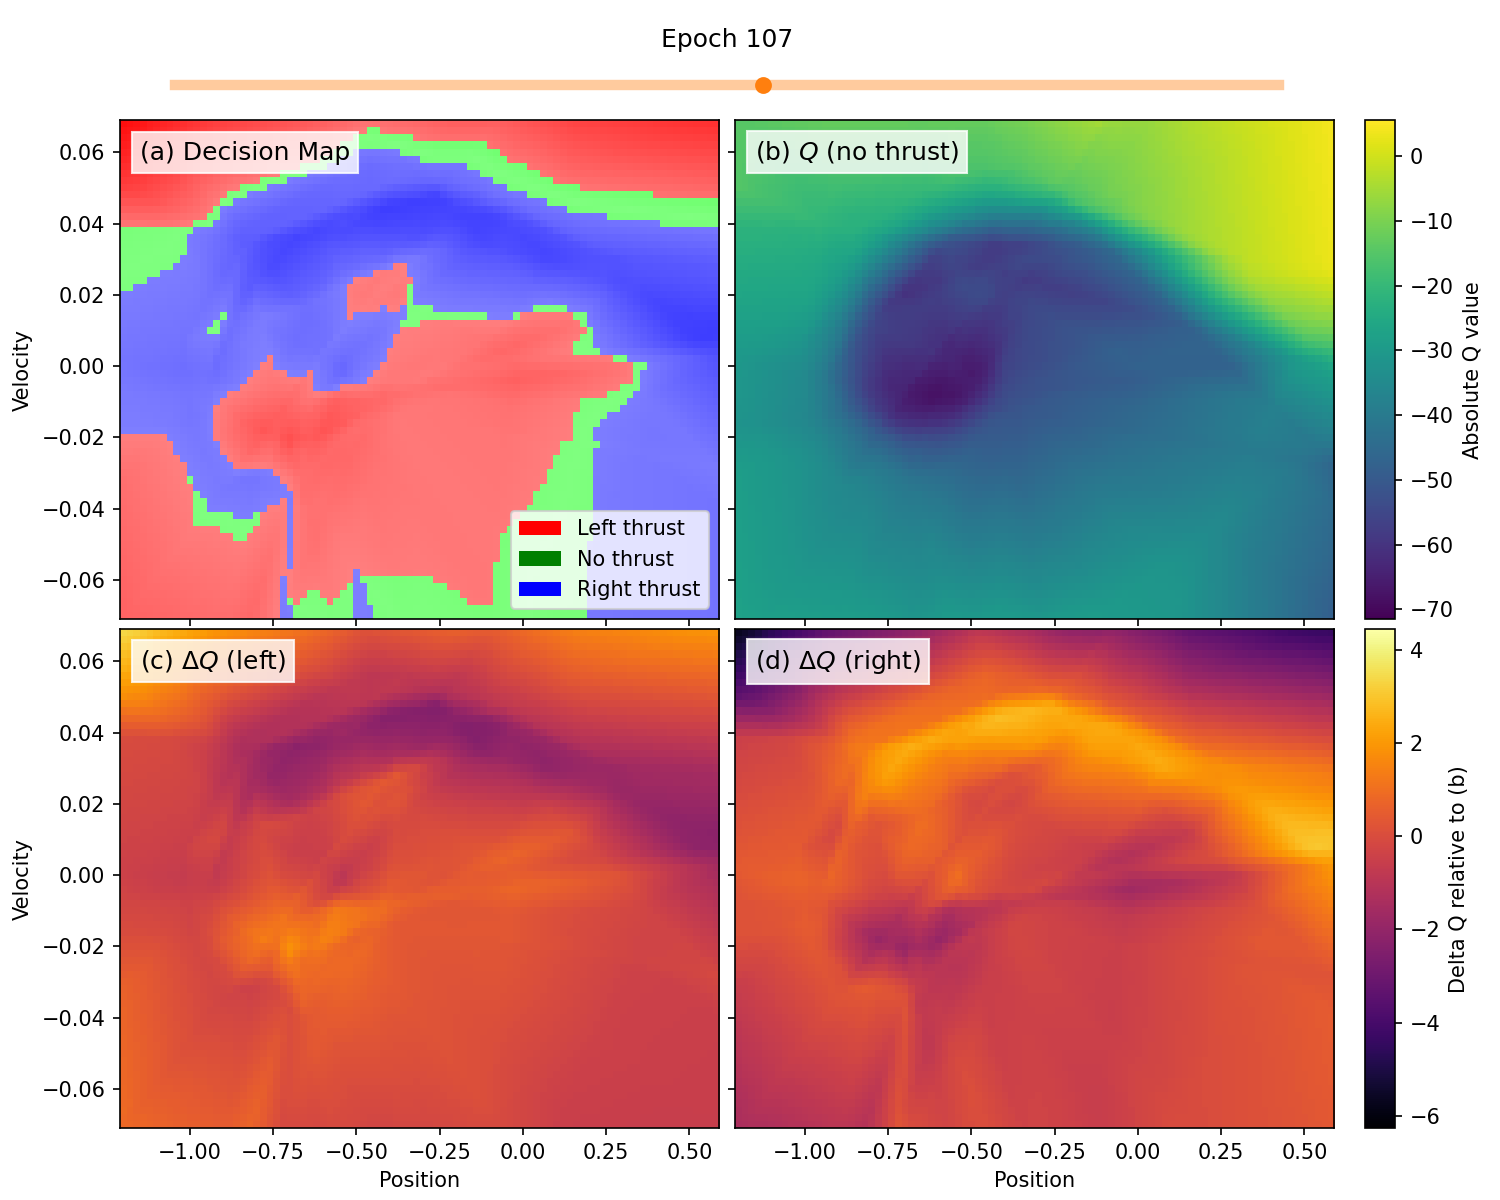 Epoch 107
(a) Decision Map
(b) Q (no thrust)
0.06
0.04
0.02
0.00
−0.02
−0.04
−0.06
Velocity
Left thrust
No thrust
Right thrust
0
−10
−20
−30
−40
−50
−60
−70
Absolute Q value
(c) ΔQ (left)
(d) ΔQ (right)
0.06
0.04
0.02
0.00
−0.02
−0.04
−0.06
Velocity
−1.00 −0.75 −0.50 −0.25 0.00 0.25 0.50
Position
−1.00 −0.75 −0.50 −0.25 0.00 0.25 0.50
Position
4
2
0
−2
−4
−6
Delta Q relative to (b)